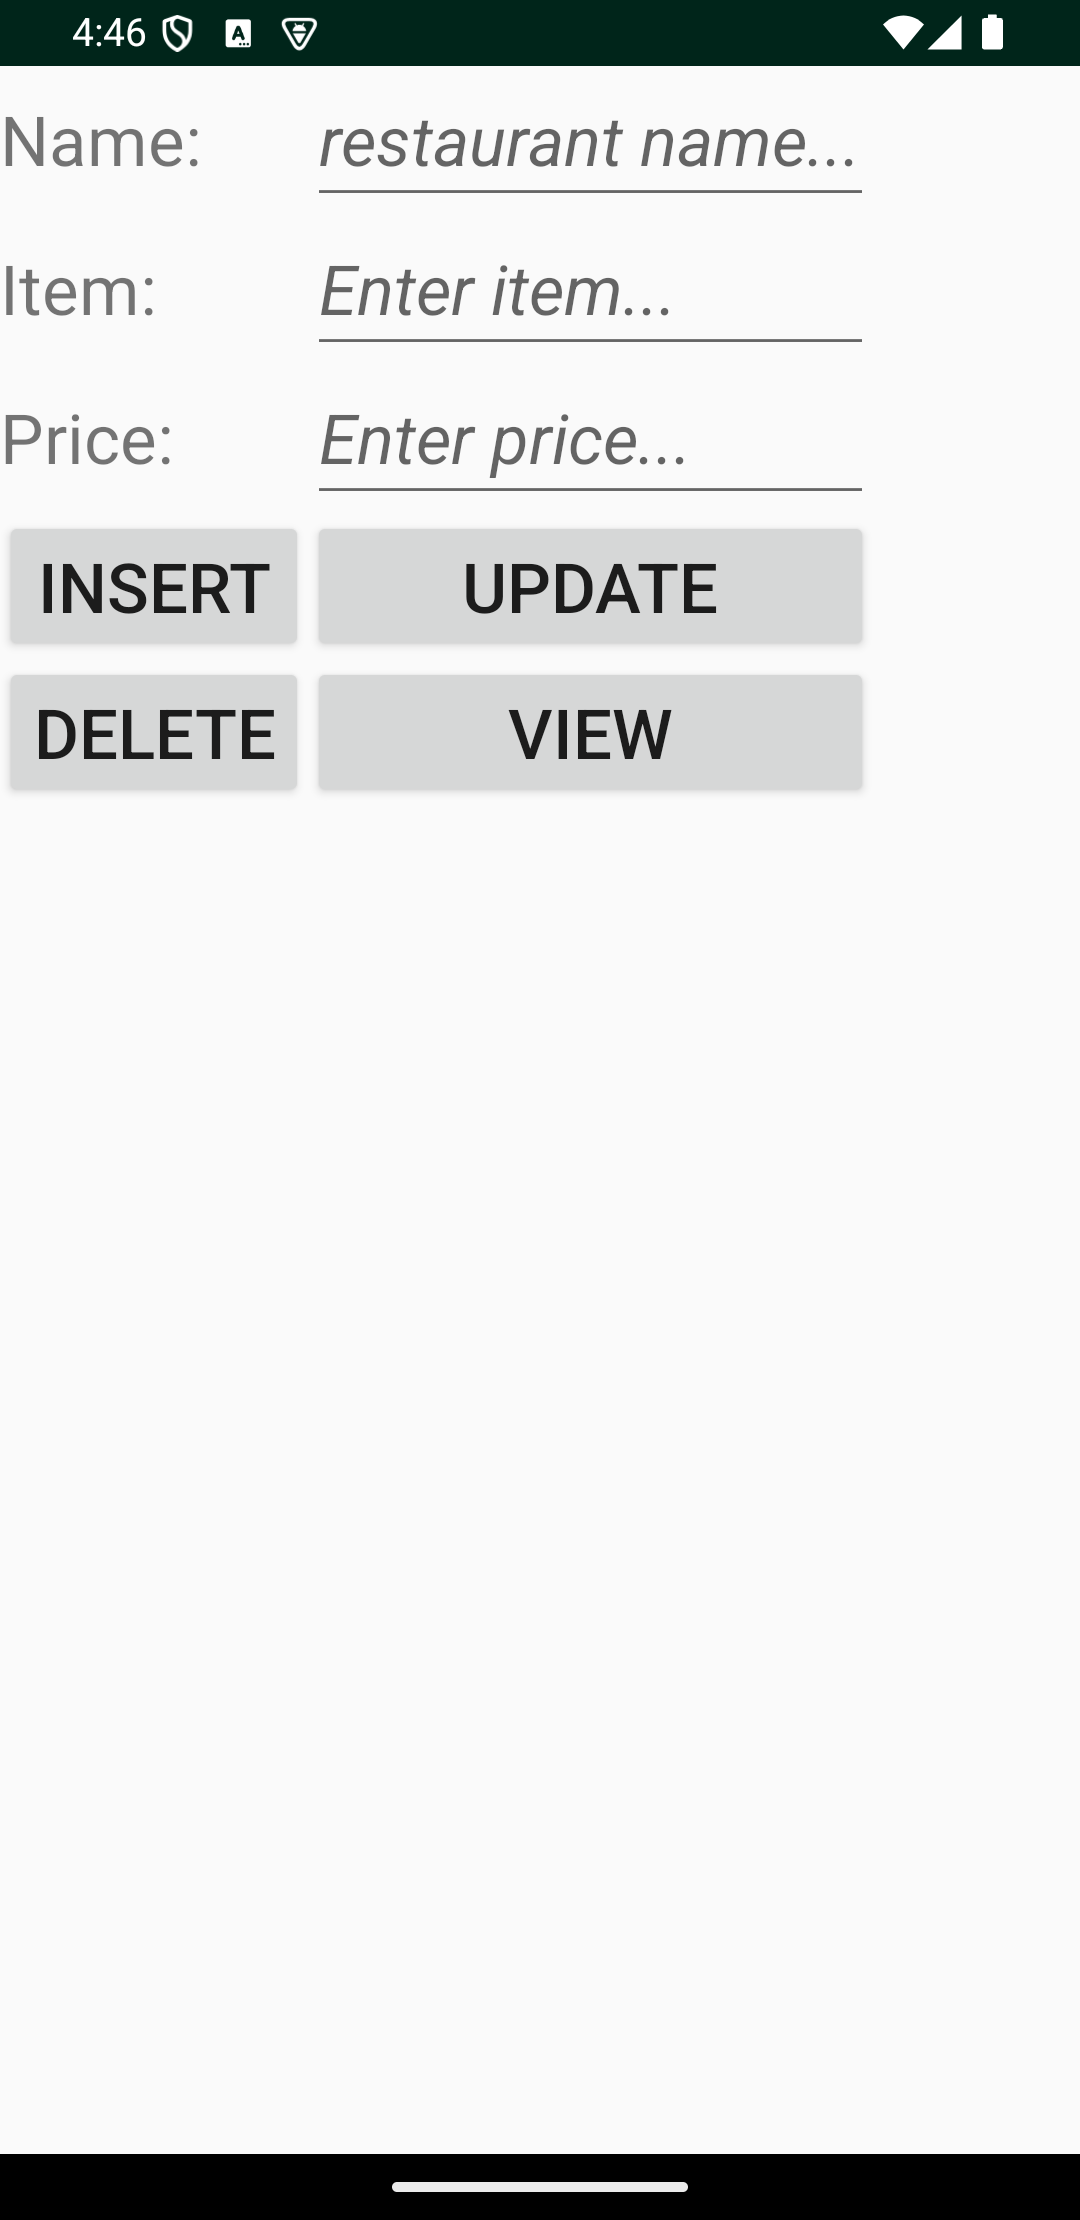 4:46
Name: restaurant name...
Item: Enter item...
Price: Enter price...
INSERT UPDATE
DELETE VIEW